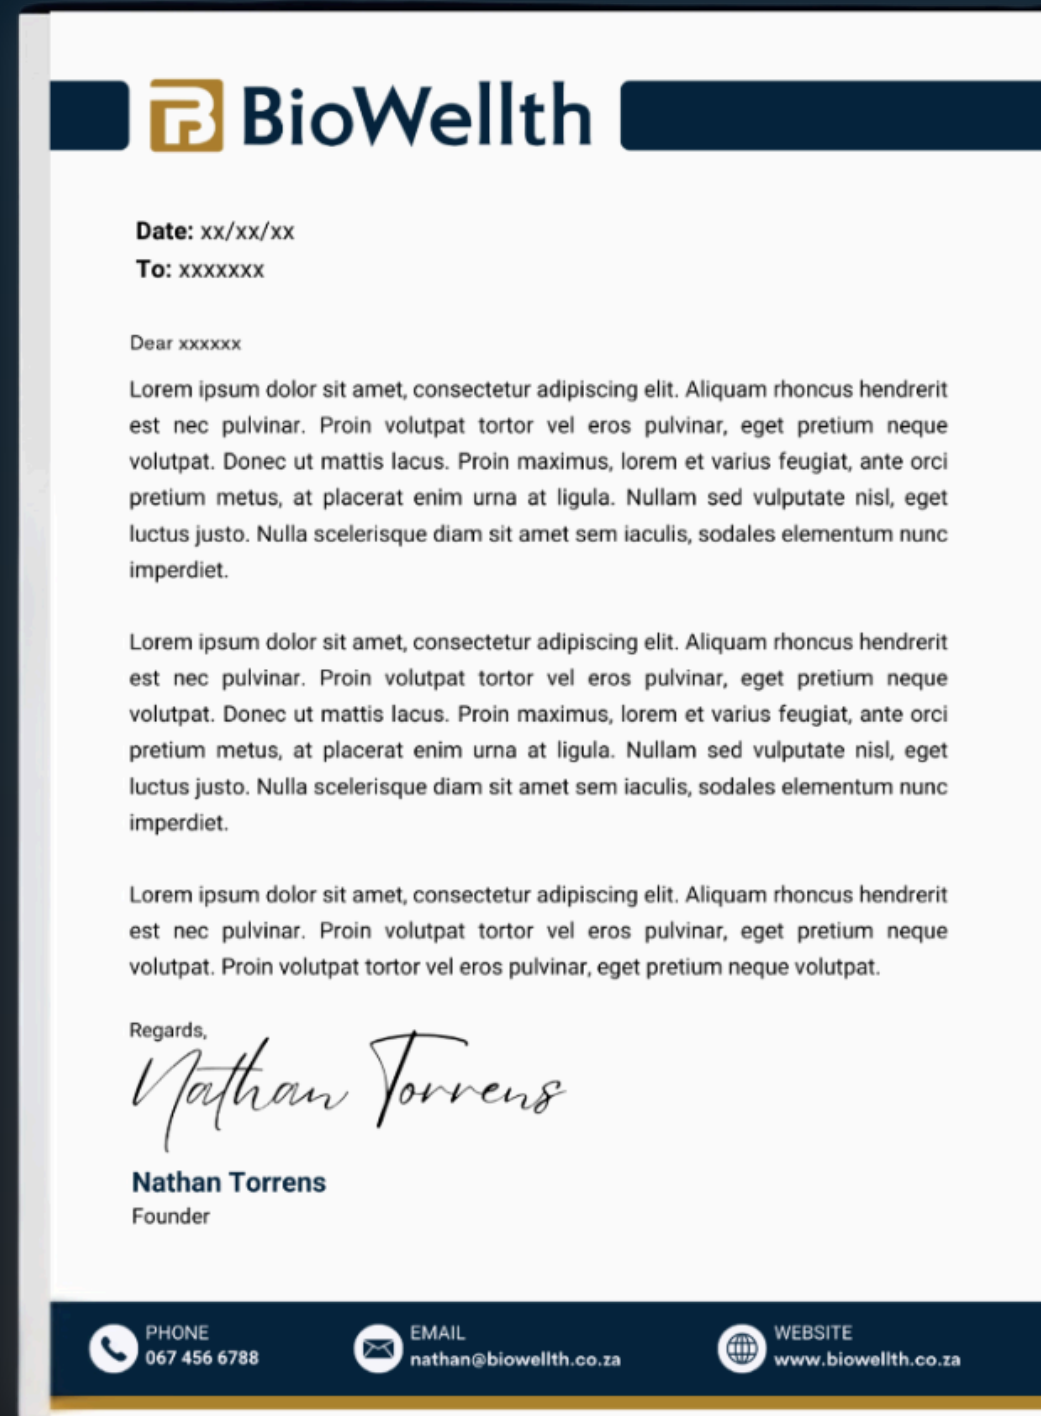 BioWellth
Date: xx/xx/xx
To: xxxxxxx
Dear xxxxxx
Lorem ipsum dolor sit amet, consectetur adipiscing elit. Aliquam rhoncus hendrerit
est nec pulvinar. Proin volutpat tortor vel eros pulvinar, eget pretium neque
volutpat. Donec ut mattis lacus. Proin maximus, lorem et varius feugiat, ante orci
pretium metus, at placerat enim urna at ligula. Nullam sed vulputate nisl, eget
luctus justo. Nulla scelerisque diam sit amet sem iaculis, sodales elementum nunc
imperdiet.
Lorem ipsum dolor sit amet, consectetur adipiscing elit. Aliquam rhoncus hendrerit
est nec pulvinar. Proin volutpat tortor vel eros pulvinar, eget pretium neque
volutpat. Donec ut mattis lacus. Proin maximus, lorem et varius feugiat, ante orci
pretium metus, at placerat enim urna at ligula. Nullam sed vulputate nisl, eget
luctus justo. Nulla scelerisque diam sit amet sem iaculis, sodales elementum nunc
imperdiet.
Lorem ipsum dolor sit amet, consectetur adipiscing elit. Aliquam rhoncus hendrerit
est nec pulvinar. Proin volutpat tortor vel eros pulvinar, eget pretium neque
volutpat. Proin volutpat tortor vel eros pulvinar, eget pretium neque volutpat.
Regards,
Nathan Torrens
Nathan Torrens
Founder
PHONE
067 456 6788
EMAIL
nathan@biowellth.co.za
WEBSITE
www.biowellth.co.za